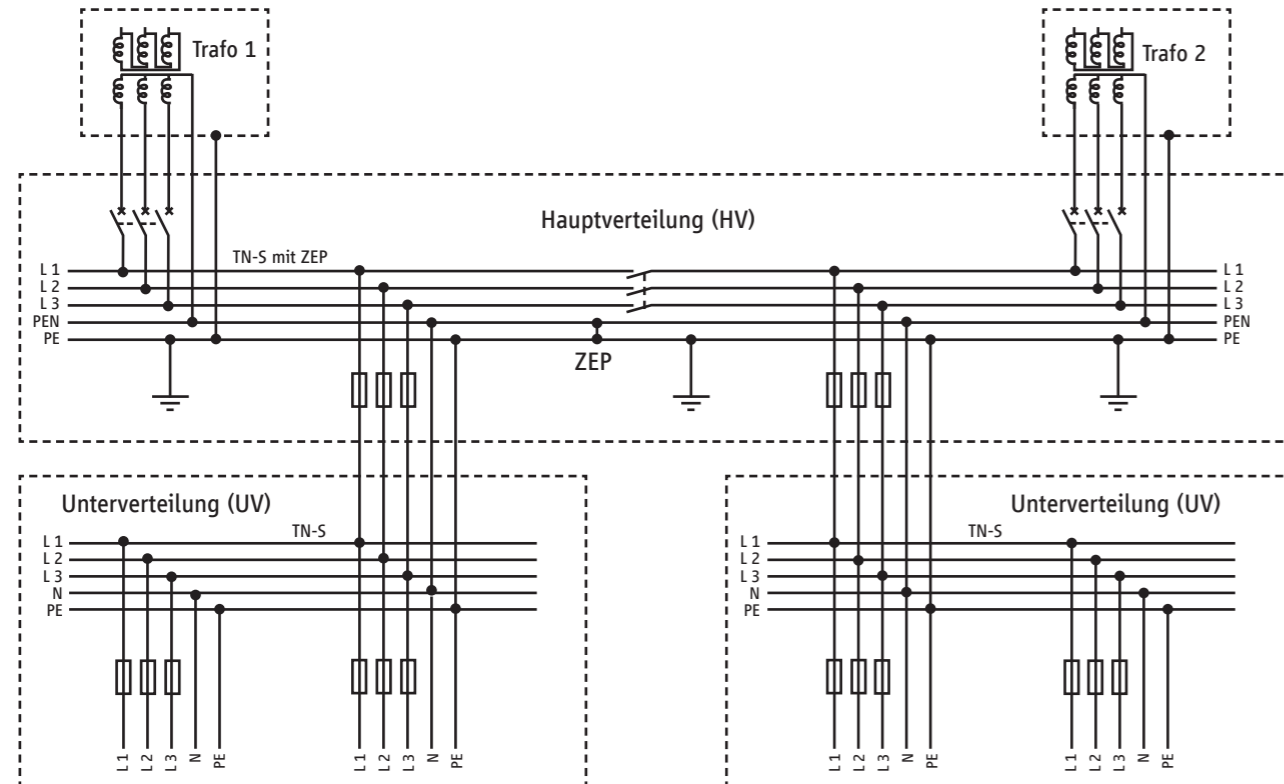 Trafo 1
Trafo 2
Hauptverteilung (HV)
TN-S mit ZEP
L 1
L 2
L 3
PEN
PE
L 1
L 2
L 3
PEN
PE
ZEP
Unterverteilung (UV)
TN-S
L 1
L 2
L 3
N
PE
L 1
L 2
L 3
N
PE
L 1
L 2
L 3
N
PE
Unterverteilung (UV)
TN-S
L 1
L 2
L 3
N
PE
L 1
L 2
L 3
N
PE
L 1
L 2
L 3
N
PE